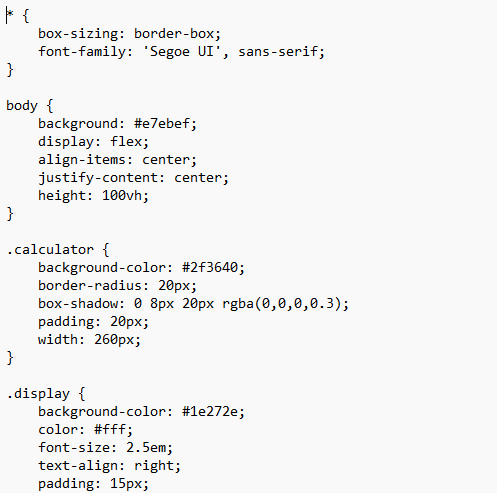 * {
    box-sizing: border-box;
    font-family: 'Segoe UI', sans-serif;
}

body {
    background: #e7ebef;
    display: flex;
    align-items: center;
    justify-content: center;
    height: 100vh;
}

.calculator {
    background-color: #2f3640;
    border-radius: 20px;
    box-shadow: 0 8px 20px rgba(0,0,0,0.3);
    padding: 20px;
    width: 260px;
}

.display {
    background-color: #1e272e;
    color: #fff;
    font-size: 2.5em;
    text-align: right;
    padding: 15px;